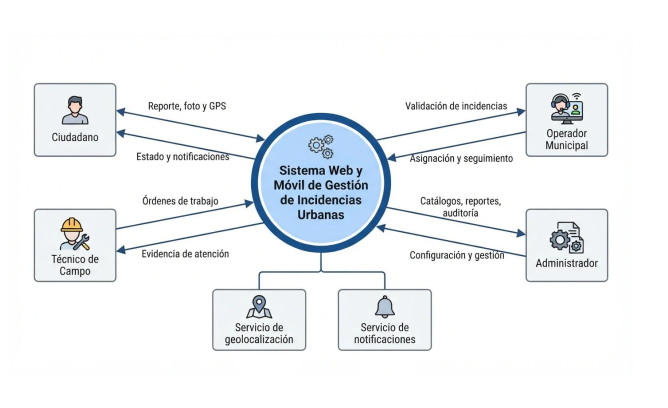 Ciudadano
Reporte, foto y GPS
Estado y notificaciones
Validación de incidencias
Asignación y seguimiento
Operador
Municipal
Sistema Web y
Móvil de Gestión
de Incidencias
Urbanas
Técnico de
Campo
Órdenes de trabajo
Evidencia de atención
Catálogos, reportes,
auditoría
Configuración y gestión
Administrador
Servicio de
geolocalización
Servicio de
notificaciones